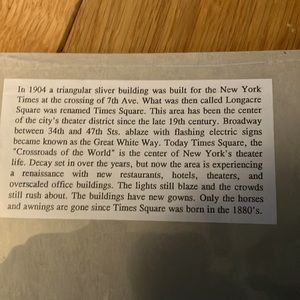 In 1904 a triangular sliver building was built for the New York
Times at the crossing of 7th Ave. What was then called Longacre
Square was renamed Times Square. This area has been the center
of the city's theater district since the late 19th century. Broadway
between 34th and 47th Sts. ablaze with flashing electric signs
became known as the Great White Way. Today Times Square, the
"Crossroads of the World" is the center of New York's theater
life. Decay set in over the years, but now the area is experiencing
a renaissance with new restaurants, hotels, theaters, and
overscaled office buildings. The lights still blaze and the crowds
still rush about. The buildings have new gowns. Only the horses
and awnings are gone since Times Square was born in the 1880's.